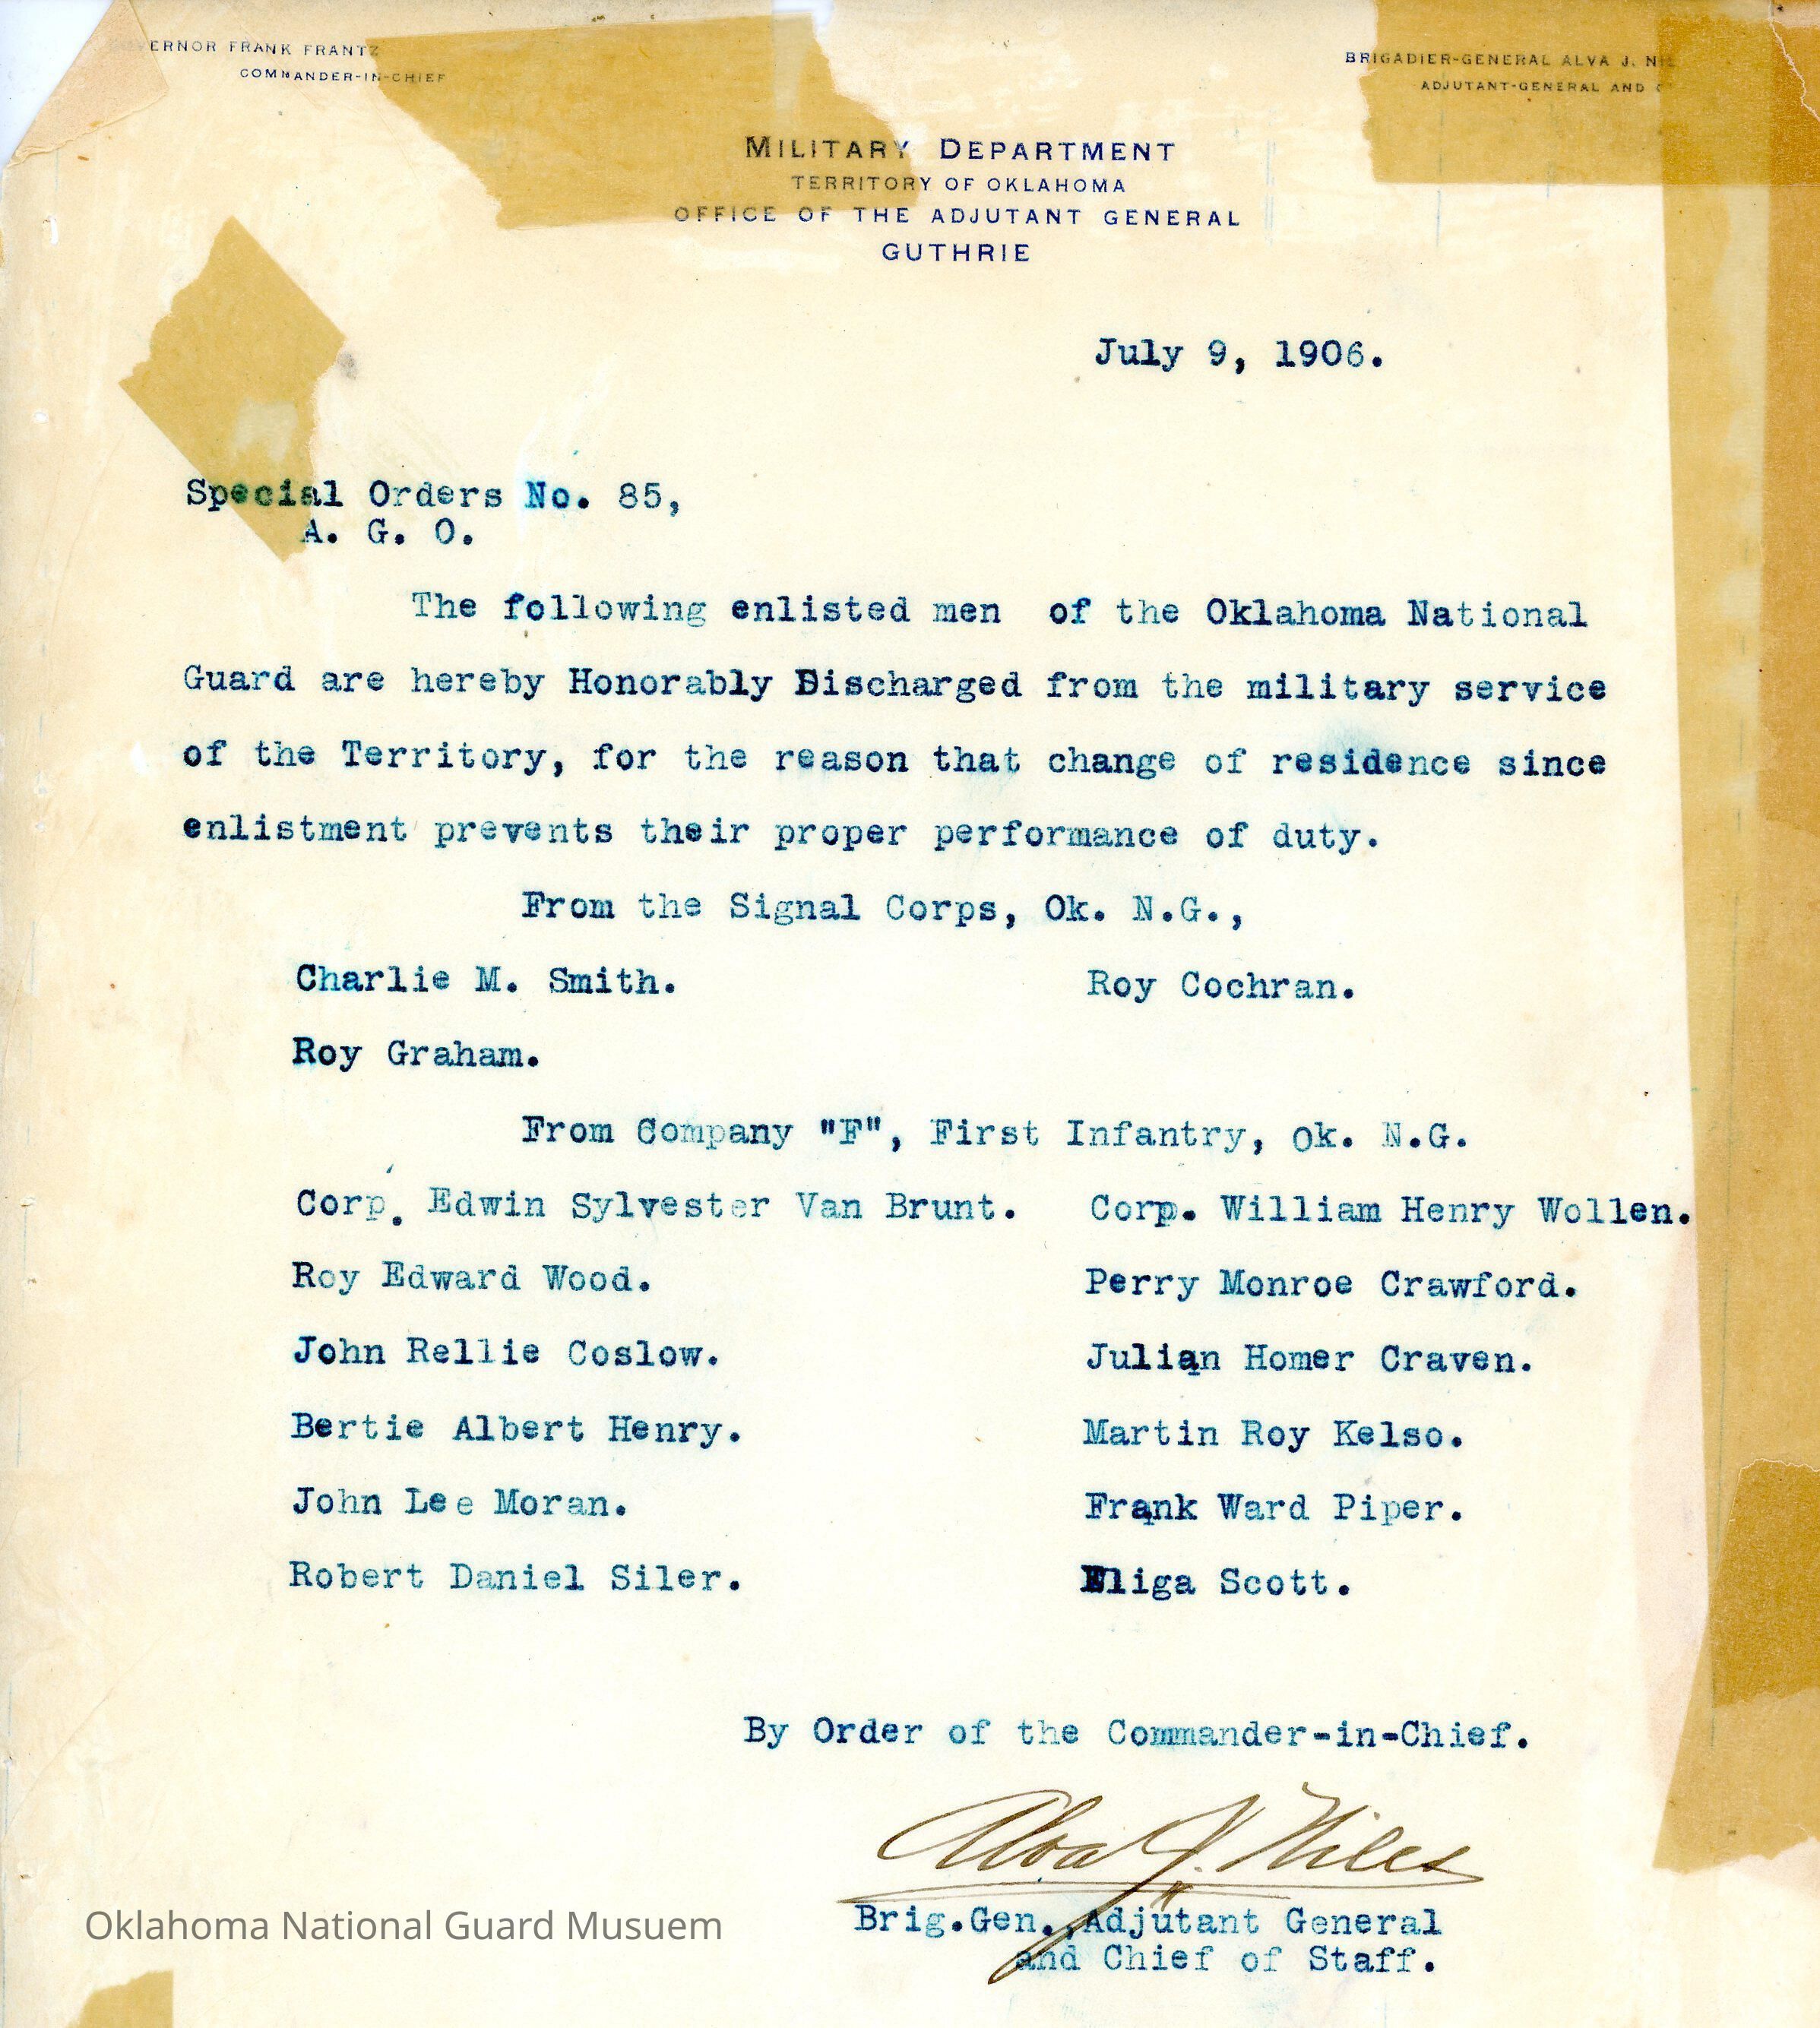 ERNOR FRANK FRANTZ
COMMANDER-IN-CHIEF
BRIGADIER-GENERAL ALVA J. N
ADJUTANT-GENERAL AND
MILITARY DEPARTMENT
TERRITORY OF OKLAHOMA
OFFICE OF THE ADJUTANT GENERAL
GUTHRIE
July 9, 1906.
Special Orders No. 85,
A. G. O.
The following enlisted men of the Oklahoma National
Guard are hereby Honorably Discharged from the military service
of the Territory, for the reason that change of residence since
enlistment prevents their proper performance of duty.
From the Signal Corps, Ok. N.G.,
Charlie M. Smith. Roy Cochran.
Roy Graham.
From Company "F", First Infantry, Ok. N.G.
Corp. Edwin Sylvester Van Brunt. Corp. William Henry Wollen.
Roy Edward Wood. Perry Monroe Crawford.
John Rellie Coslow. Julian Homer Craven.
Bertie Albert Henry. Martin Roy Kelso.
John Lee Moran. Frank Ward Piper.
Robert Daniel Siler. Eliga Scott.
By Order of the Commander-in-Chief.
Alva J. Niles
Brig.Gen.,Adjutant General
and Chief of Staff.
Oklahoma National Guard Musuem